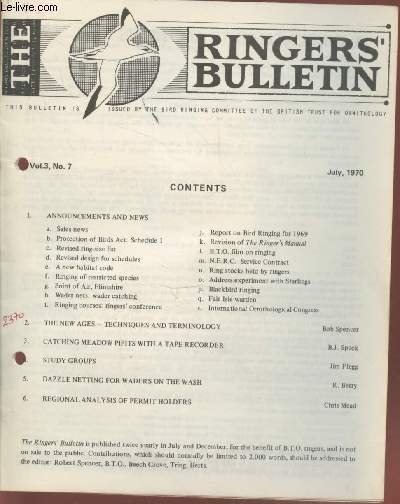 Le-livre.com
THE RINGERS' BULLETIN
THIS BULLETIN IS ISSUED BY THE BIRD RINGING COMMITTEE OF THE BRITISH TRUST FOR ORNITHOLOGY
Vol.3, No. 7
July, 1970
CONTENTS
1. ANNOUNCEMENTS AND NEWS
a. Sales news
b. Protection of Birds Act: Schedule 1
c. Revised ring-size list
d. Revised design for schedules
e. A new habitat code
f. Ringing of restricted species
g. Point of Air, Flintshire
h. Wader nets, wader catching
i. Ringing courses: ringers' conference
j. Report on Bird Ringing for 1969
k. Revision of The Ringer's Manual
l. B.T.O. film on ringing
m. N.E.R.C. Service Contract
n. Ring stocks held by ringers
o. Address experiment with Starlings
p. Blackbird ringing
q. Fair Isle warden
International Ornithological Congress
2370
2. THE NEW AGES – TECHNIQUES AND TERMINOLOGY Bob Spencer
3. CATCHING MEADOW PIPITS WITH A TAPE RECORDER
STUDY GROUPS Jim Flegg
5. DAZZLE NETTING FOR WADERS ON THE WASH Berry
6. REGIONAL ANALYSIS OF PERMIT HOLDERS Chris Mead
The Ringers' Bulletin is published twice yearly in July and December, for the benefit of B.T.O. ringers, and is not
on sale to the public. Contributions, which should normally be limited to 2,000 words, should be addressed to
the editor: Robert Spencer, B.T.O., Beech Grove, Tring, Herts.